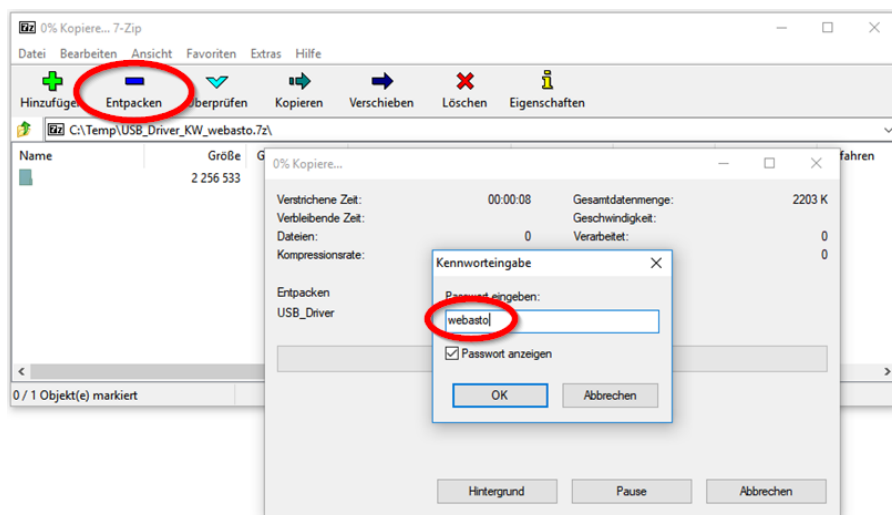 0% Kopiere... 7-Zip
Datei Bearbeiten Ansicht Favoriten Extras Hilfe
Hinzufüge Entpacken berprüfen Kopieren Verschieben Löschen Eigenschaften
C:\Temp\USB_Driver_KW_webasto.7z\
Name Größe G fahren
2 256 533
0% Kopiere...
Verstrichene Zeit: 00:00:08 Gesamtdatenmenge: 2203 K
Verbleibende Zeit: Geschwindigkeit:
Dateien: 0 Verarbeitet: 0
Kompressionsrate: 0
Entpacken
USB_Driver
Kennworteingabe
Passwort eingeben:
webasto
Passwort anzeigen
OK Abbrechen
0 / 1 Objekt(e) markiert
Hintergrund Pause Abbrechen